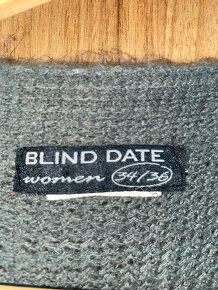 BLIND DATE
women 34/36